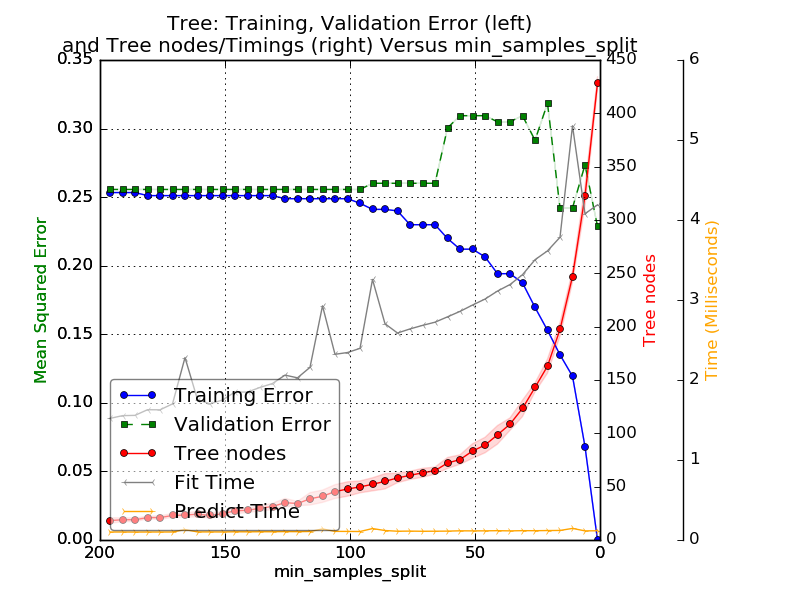 Tree: Training, Validation Error (left)
and Tree nodes/Timings (right) Versus min_samples_split
0.35
0.30
0.25
0.20
0.15
0.10
0.05
0.00
Mean Squared Error
200
150
100
50
0
min_samples_split
450
400
350
300
250
200
150
100
50
0
Tree nodes
6
5
4
3
2
1
0
Time (Milliseconds)
Training Error
Validation Error
Tree nodes
Fit Time
Predict Time